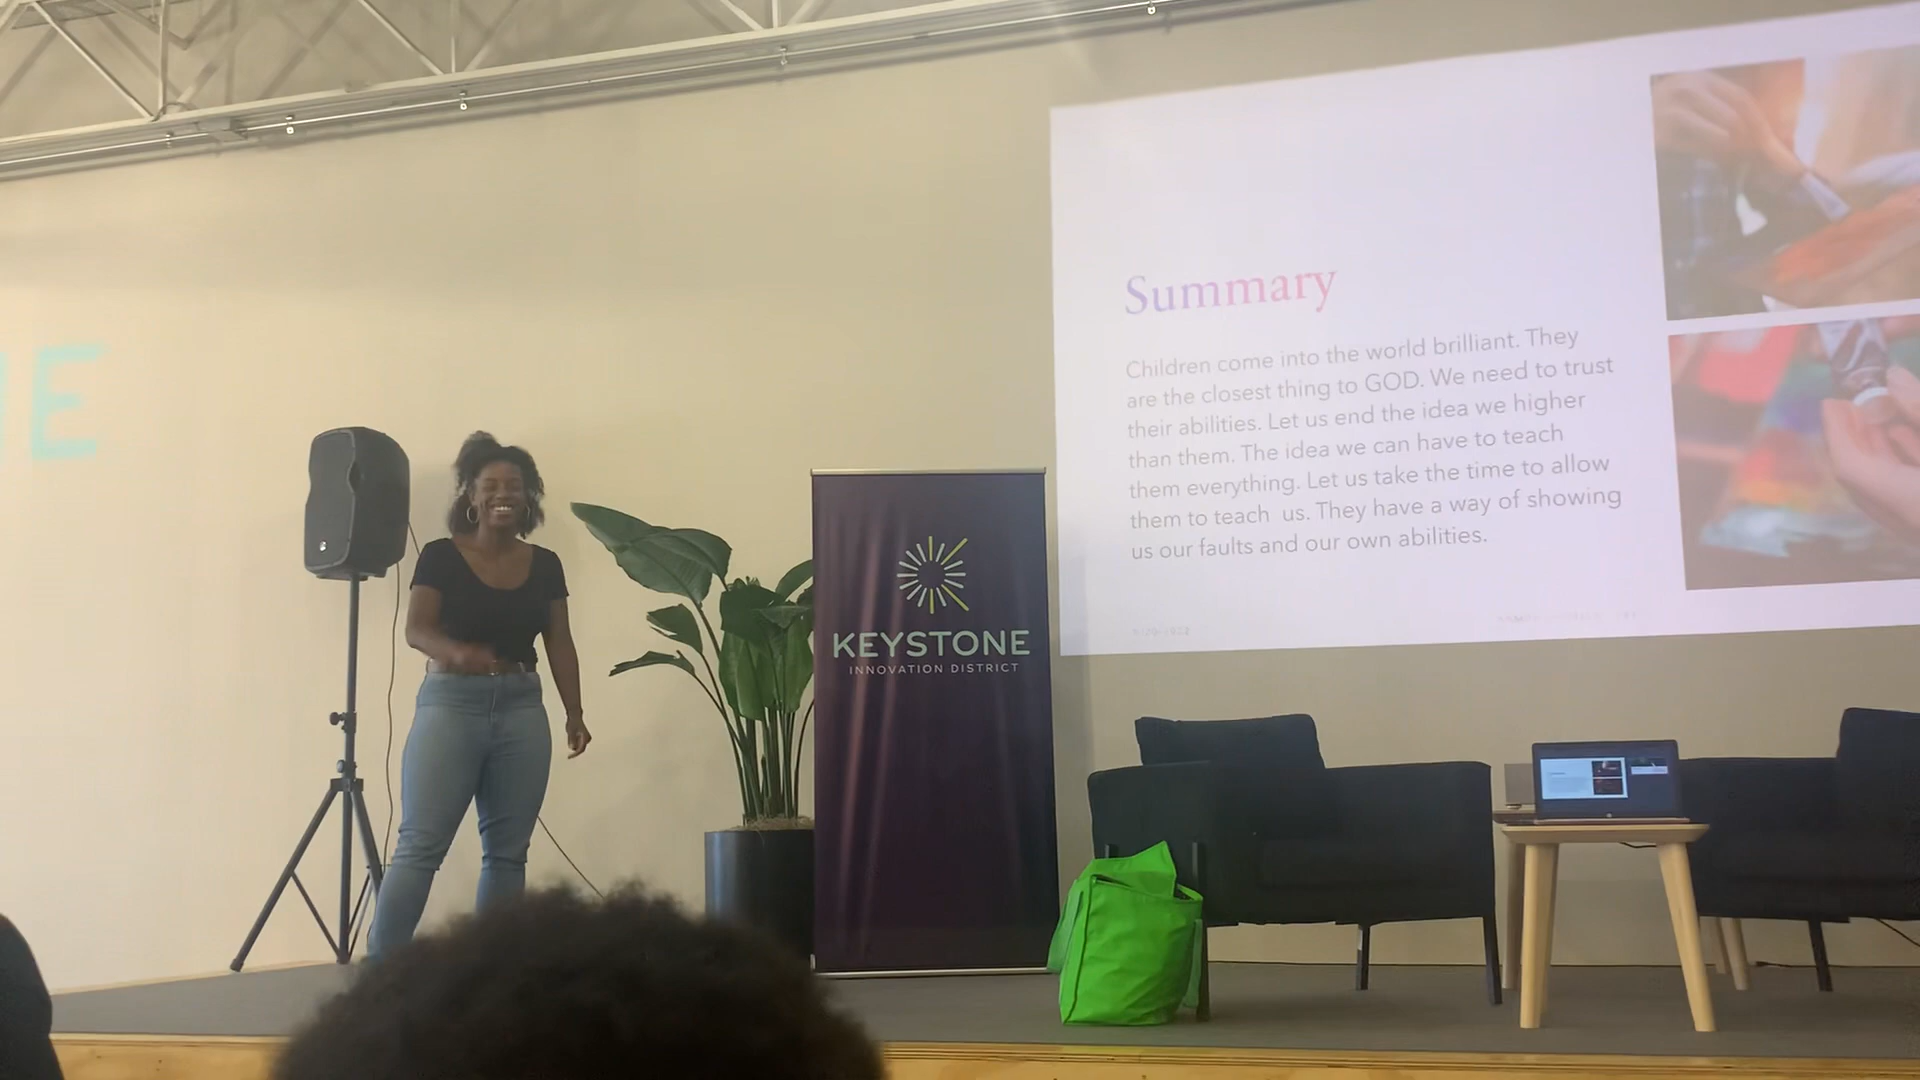 NE
KEYSTONE
INNOVATION DISTRICT
Summary
Children come into the world brilliant. They
are the closest thing to GOD. We need to trust
their abilities. Let us end the idea we higher
than them. The idea we can have to teach
them everything. Let us take the time to allow
them to teach us. They have a way of showing
us our faults and our own abilities.